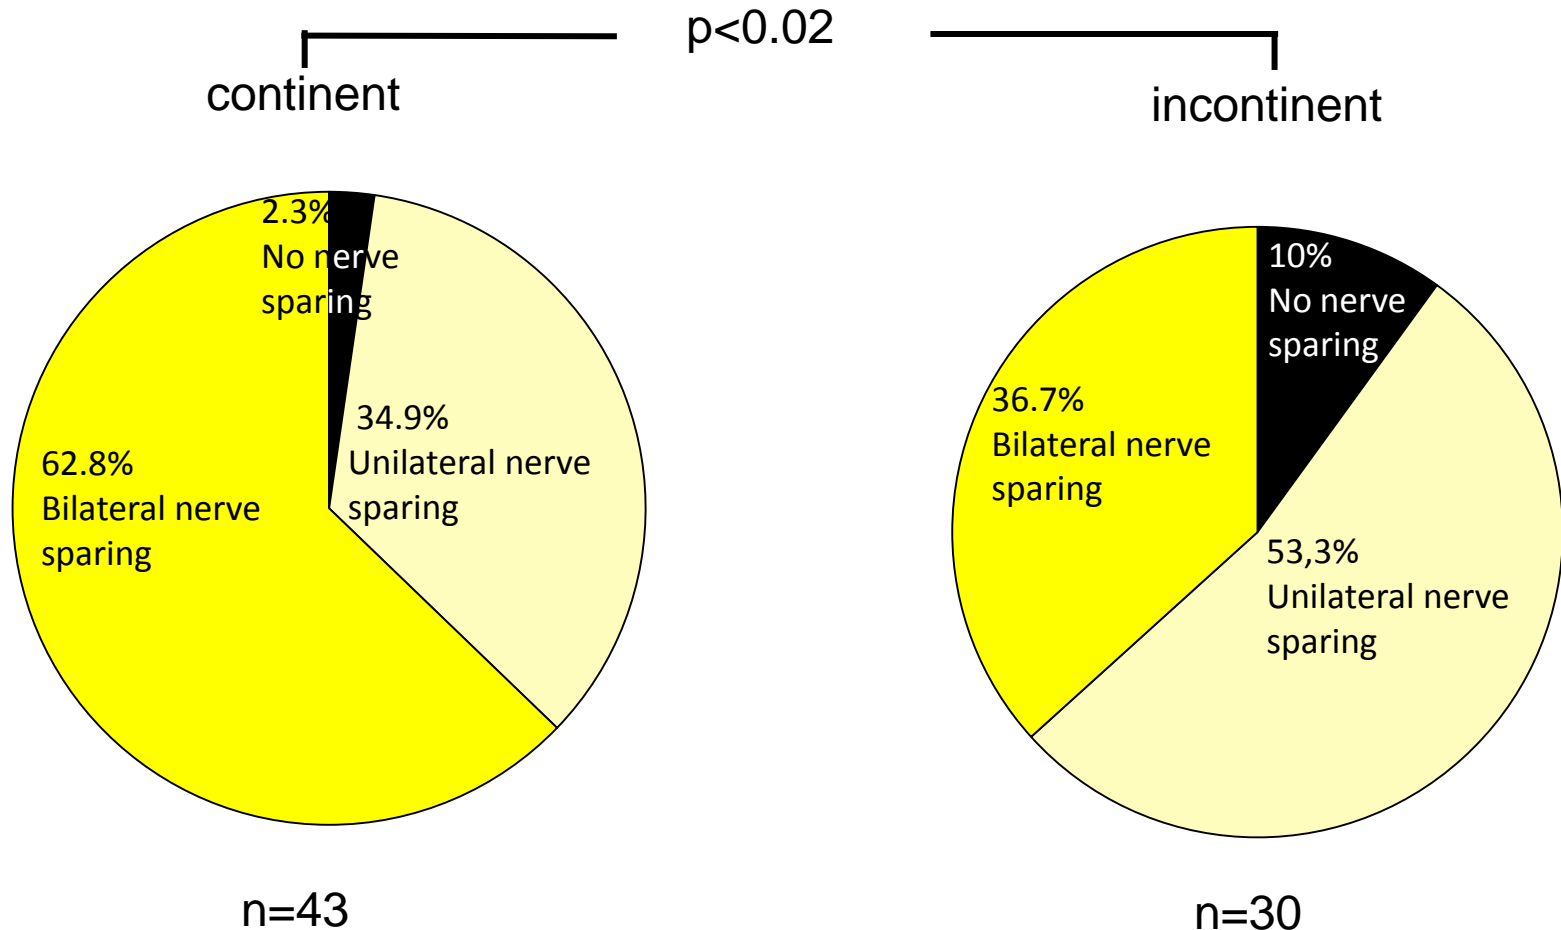 p<0.02
continent
incontinent
2.3%
No nerve
sparing
34.9%
Unilateral nerve
sparing
62.8%
Bilateral nerve
sparing
10%
No nerve
sparing
36.7%
Bilateral nerve
sparing
53,3%
Unilateral nerve
sparing
n=43
n=30